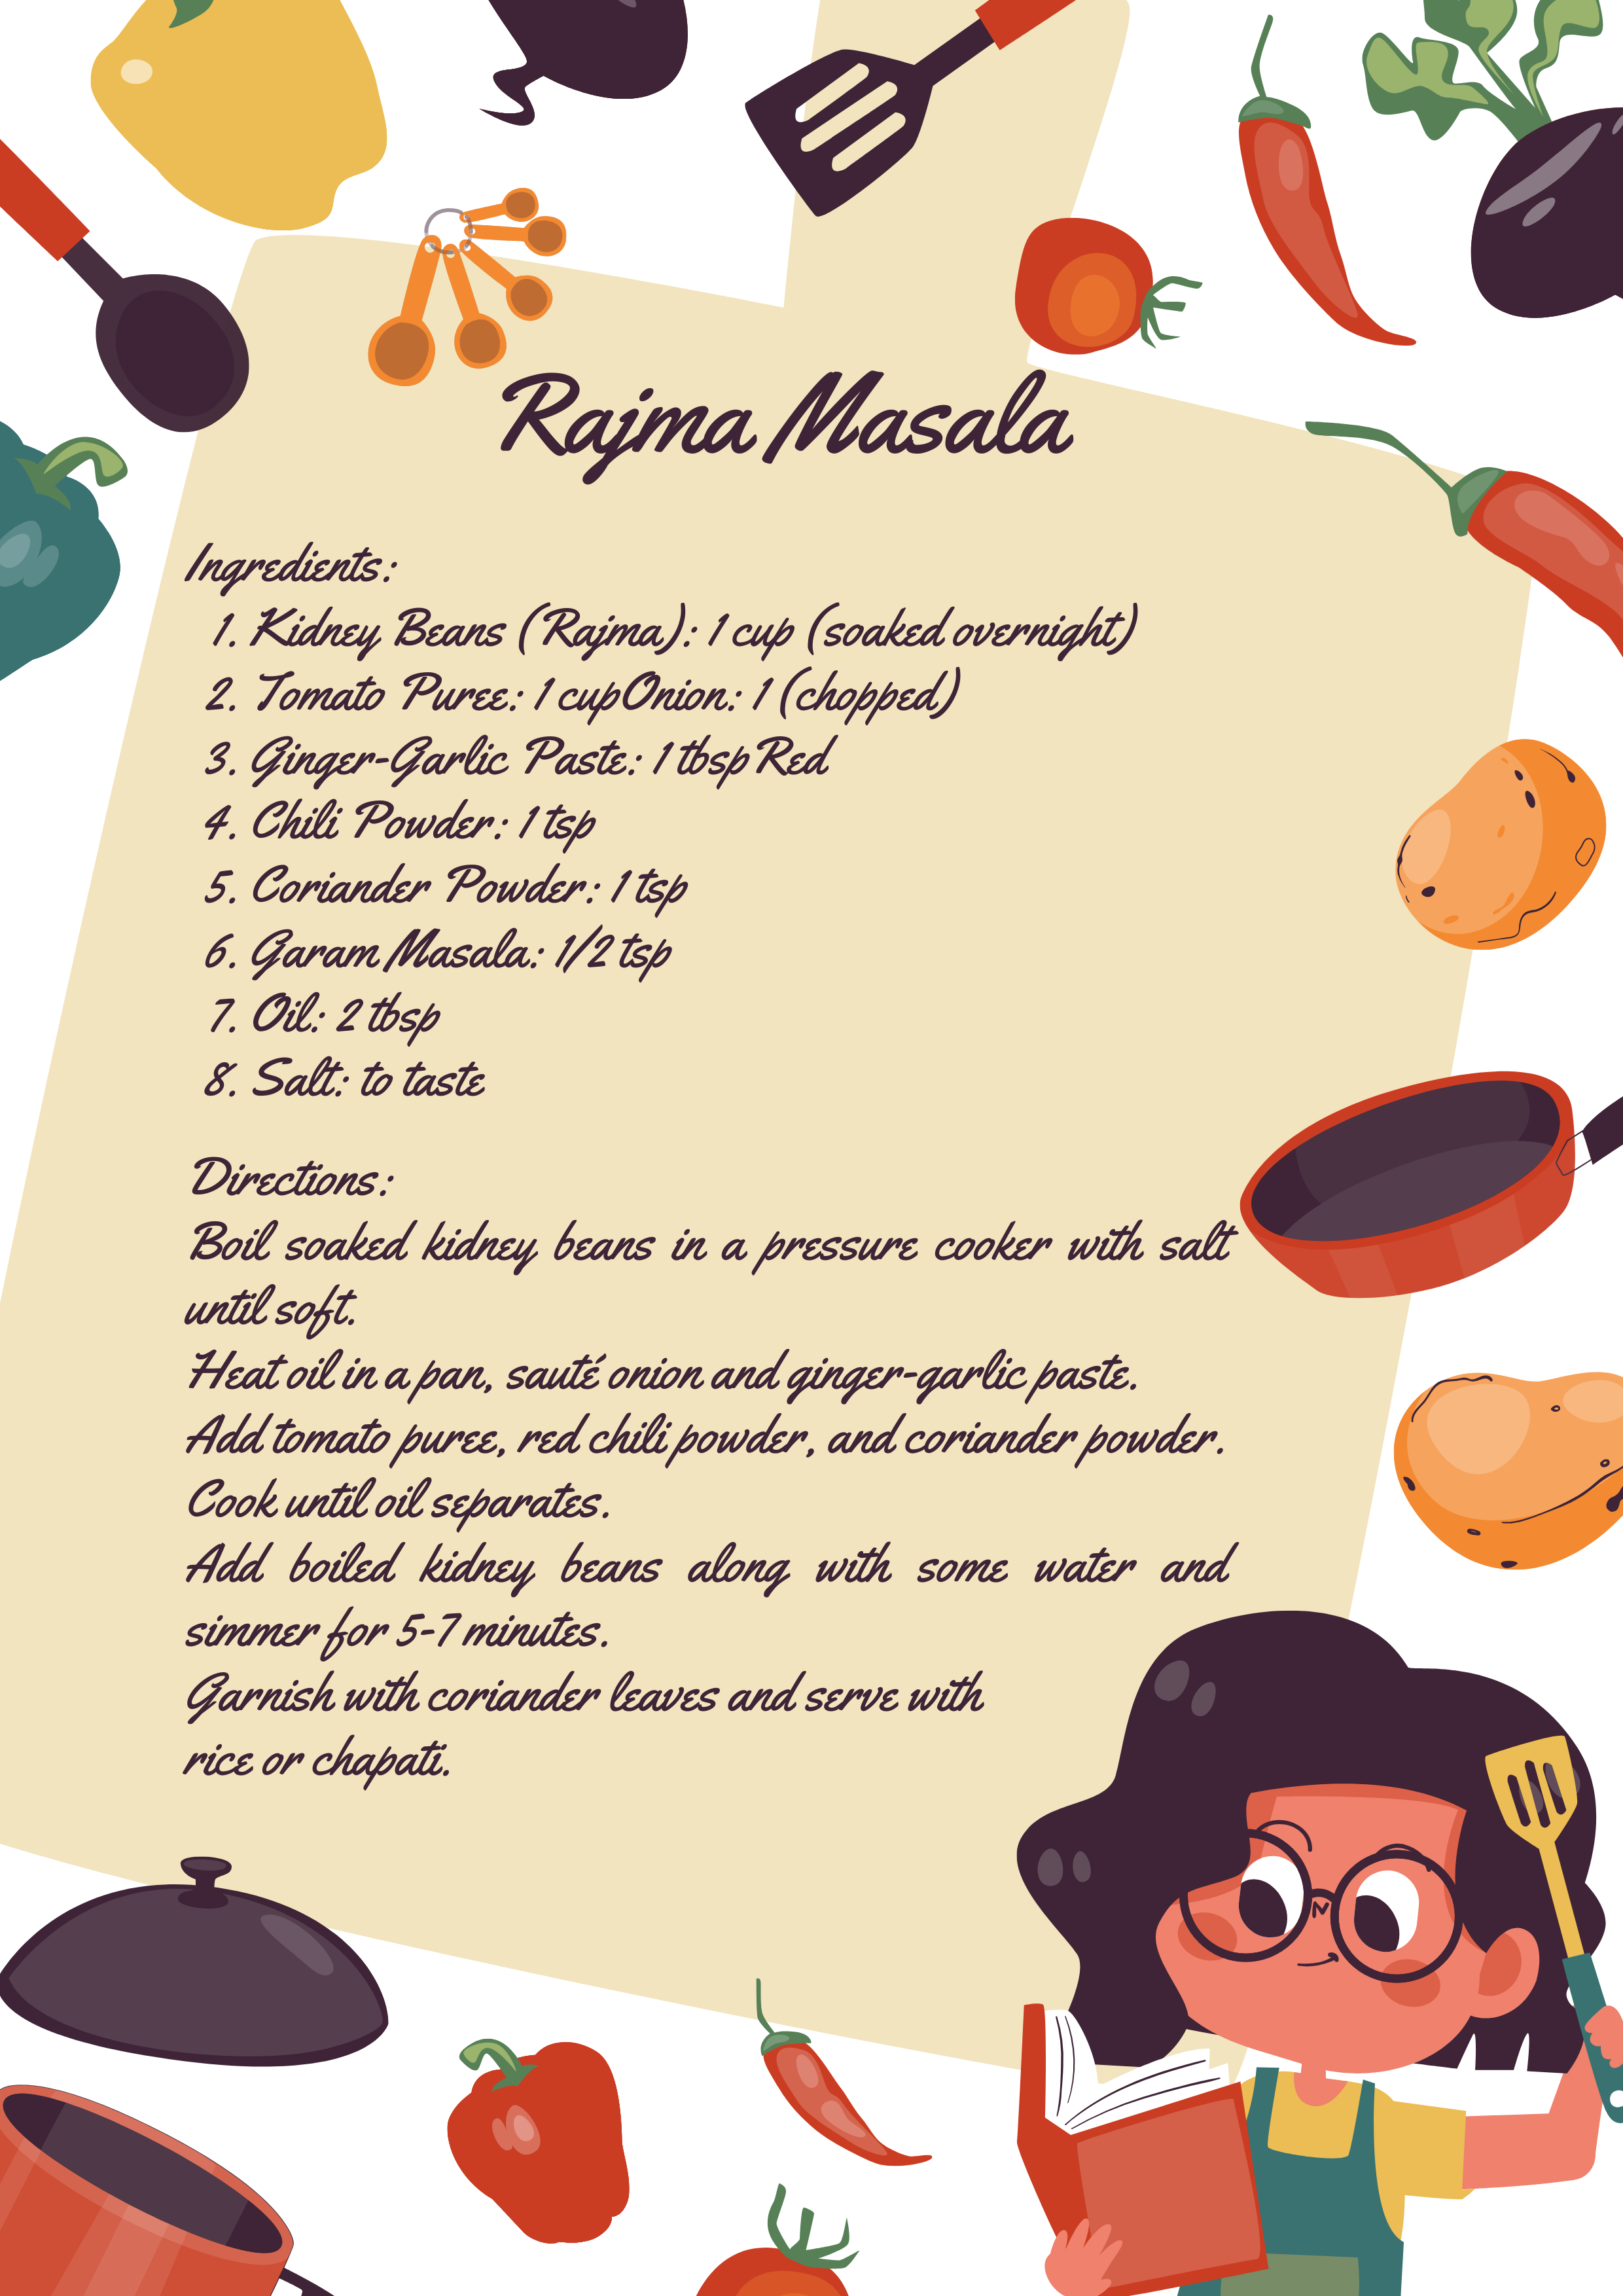 Rajma Masala
Ingredients:
1. Kidney Beans (Rajma): 1 cup (soaked overnight)
2. Tomato Puree: 1 cupOnion: 1 (chopped)
3. Ginger-Garlic Paste: 1 tbspRed
4. Chili Powder: 1 tsp
5. Coriander Powder: 1 tsp
6. Garam Masala: 1/2 tsp
7. Oil: 2 tbsp
8. Salt: to taste
Directions:
Boil soaked kidney beans in a pressure cooker with salt
until soft.
Heat oil in a pan, sauté onion and ginger-garlic paste.
Add tomato puree, red chili powder, and coriander powder.
Cook until oil separates.
Add boiled kidney beans along with some water and
simmer for 5-7 minutes.
Garnish with coriander leaves and serve with
rice or chapati.